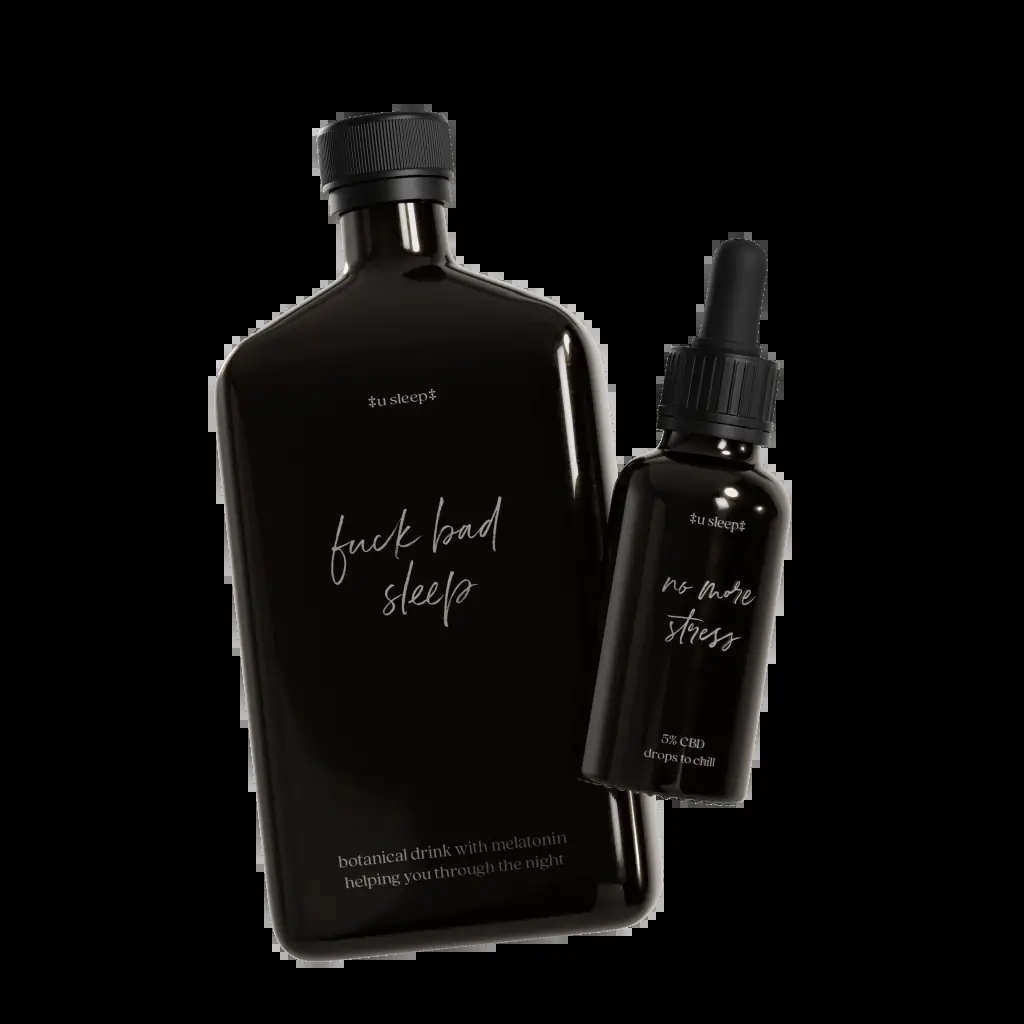 ‡u sleep‡
fuck bad
sleep
botanical drink with melatonin
helping you through the night
‡u sleep‡
no more
stress
5% CBD
drops to chill